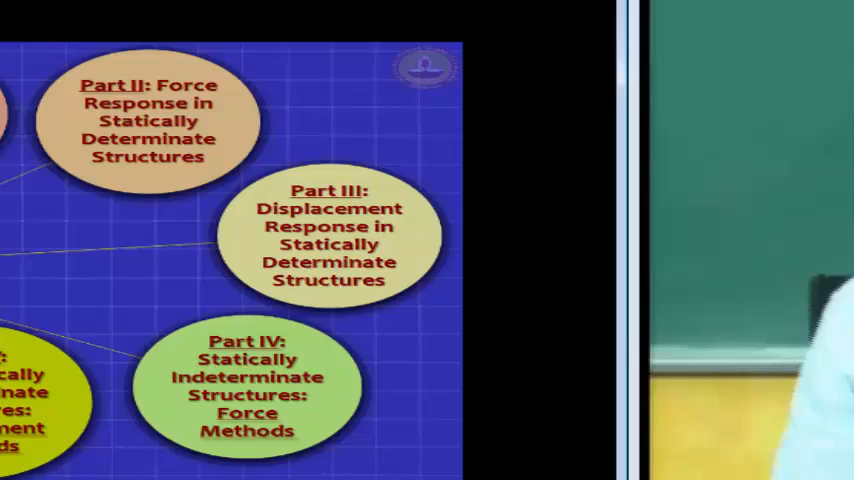 Part II: Force
Response in
Statically
Determinate
Structures
Part III:
Displacement
Response in
Statically
Determinate
Structures
Part IV:
Statically
Indeterminate
Structures:
Force
Methods